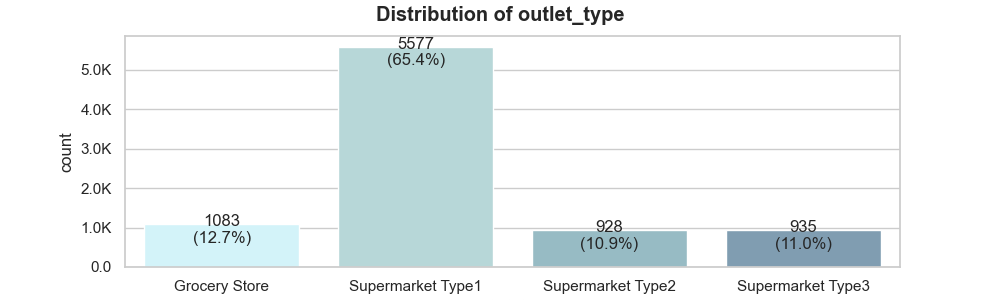 Distribution of outlet_type
count
5.0K
4.0K
3.0K
2.0K
1.0K
0.0
1083
(12.7%)
5577
(65.4%)
928
(10.9%)
935
(11.0%)
Grocery Store
Supermarket Type1
Supermarket Type2
Supermarket Type3